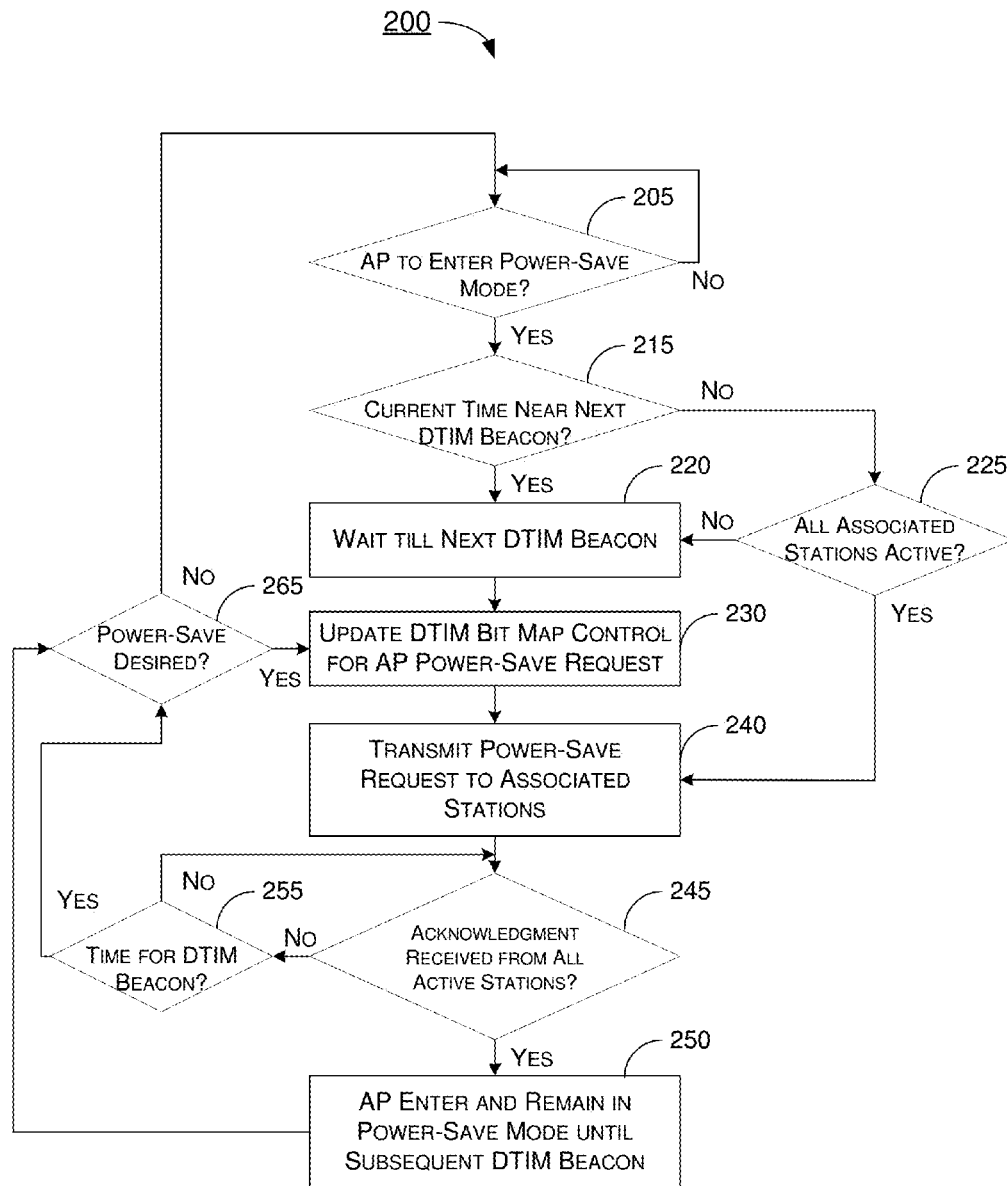 200
205
AP to Enter Power-Save
Mode?
No
Yes
215
Current Time Near Next
DTIM Beacon?
No
Yes
220
225
Wait till Next DTIM Beacon
No
All Associated
Stations Active?
Yes
No
265
Power-Save
Desired?
Yes
230
Update DTIM Bit Map Control
for AP Power-Save Request
240
Transmit Power-Save
Request to Associated
Stations
Yes
No
255
Time for DTIM
Beacon?
No
245
Acknowledgment
Received from All
Active Stations?
Yes
250
AP Enter and Remain in
Power-Save Mode until
Subsequent DTIM Beacon